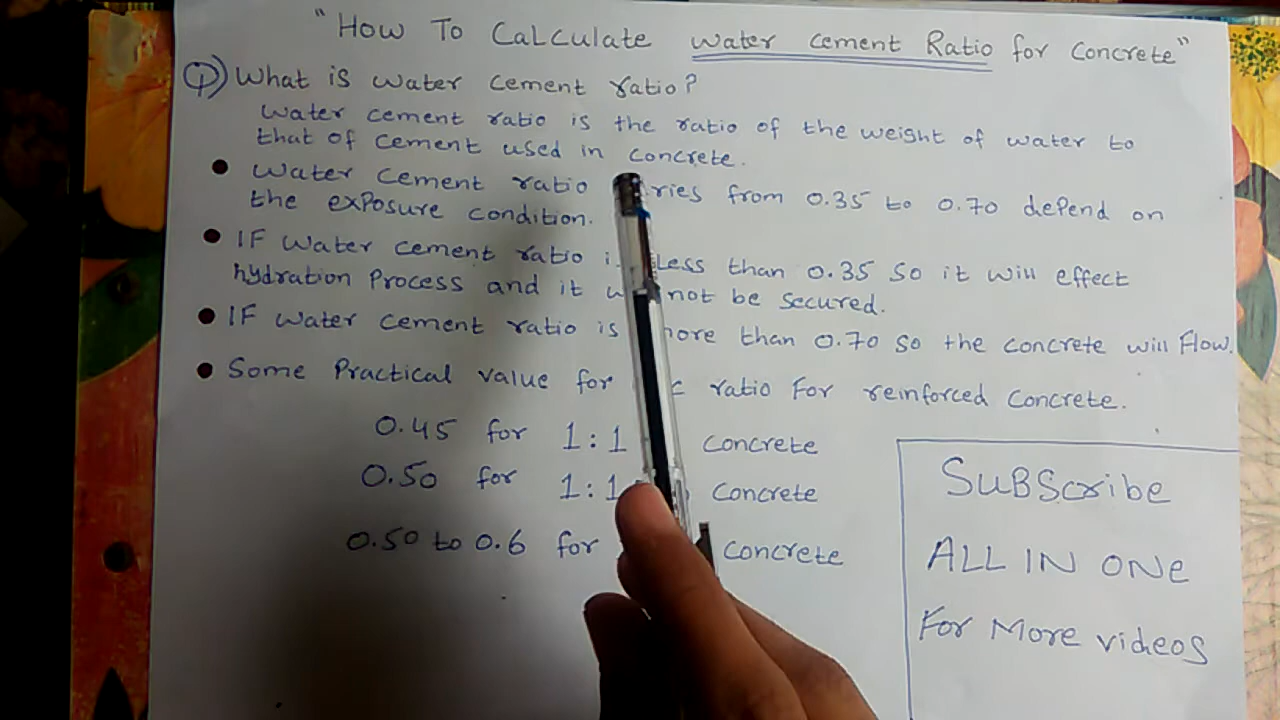 "How To Calculate water cement Ratio for Concrete"
Q) What is water cement ratio?
Water cement ratio is the ratio of the weight of water to
that of cement used in concrete.
• Water cement ratio ries from 0.35 to 0.70 depend on
the exposure condition.
• IF water cement ratio i Less than 0.35 so it will effect
hydration Process and it w not be secured.
• IF water cement ratio is more than 0.70 so the concrete will flow.
• Some Practical value for c ratio For reinforced concrete.
0.45 for 1:1 Concrete
0.50 for 1:1 Concrete
0.50 to 0.6 for Concrete
SUBScribe
ALL IN ONE
For More videos